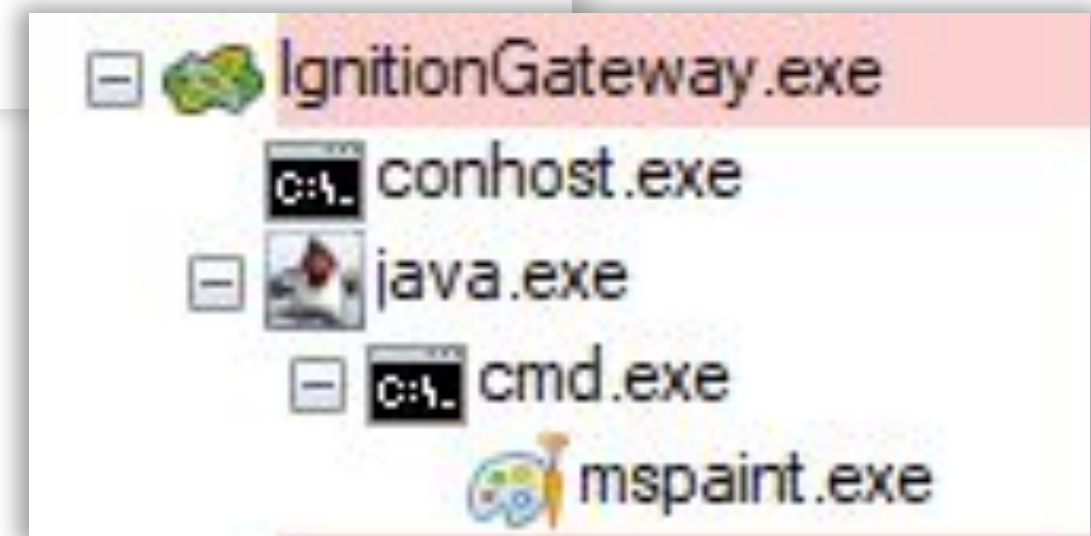 IgnitionGateway.exe
C:\_ conhost.exe
java.exe
C:\_ cmd.exe
mspaint.exe